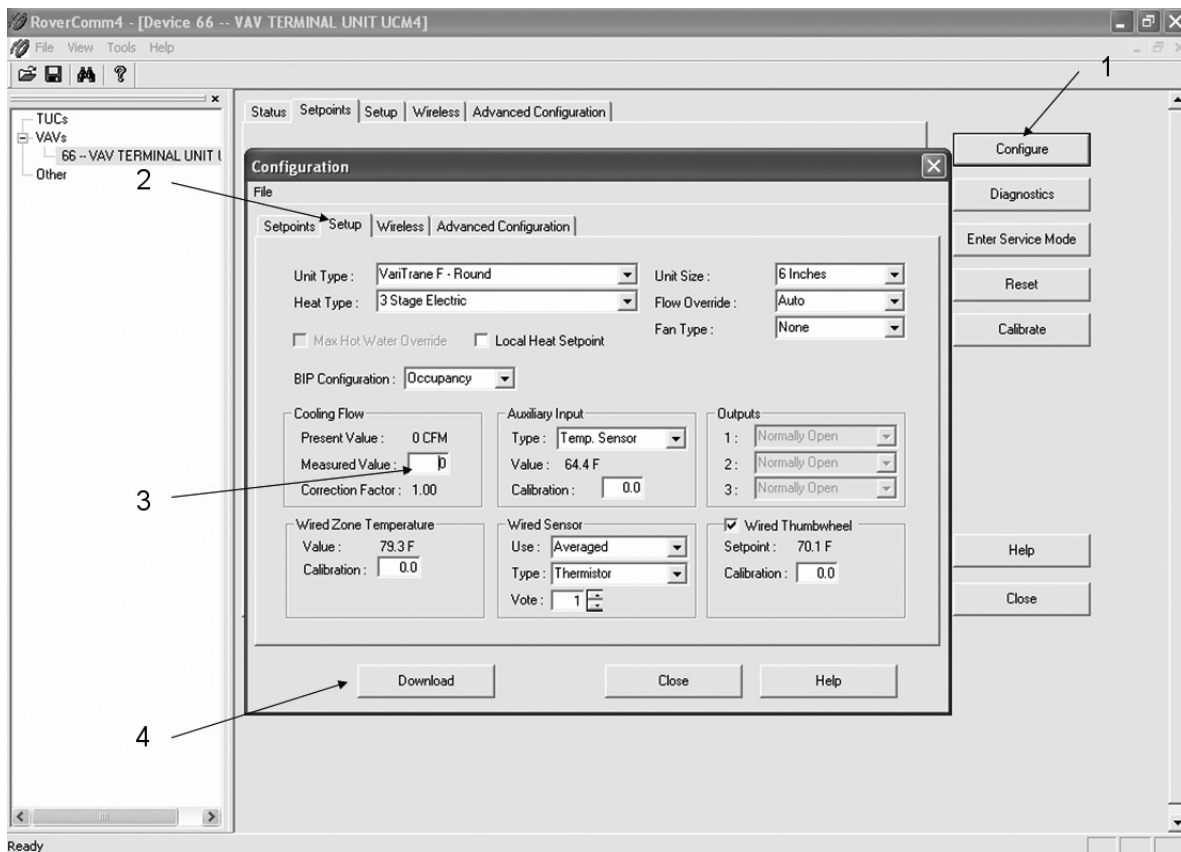 RoverComm4 - [Device 66 -- VAV TERMINAL UNIT UCM4]
File View Tools Help
1
TUCs
VAVs
66 -- VAV TERMINAL UNIT
Other
Status Setpoints Setup Wireless Advanced Configuration
Configure
Diagnostics
Enter Service Mode
Reset
Calibrate
Help
Close
2
Configuration
File
Setpoints Setup Wireless Advanced Configuration
Unit Type : VariTrane F - Round Unit Size : 6 Inches
Heat Type : 3 Stage Electric Flow Override : Auto
Fan Type : None
Max Hot Water Override Local Heat Setpoint
BIP Configuration : Occupancy
Cooling Flow
Present Value : 0 CFM
Measured Value : 0
Correction Factor : 1.00
3
Auxiliary Input
Type : Temp. Sensor
Value : 64.4 F
Calibration : 0.0
Outputs
1 : Normally Open
2 : Normally Open
3 : Normally Open
Wired Zone Temperature
Value : 79.3 F
Calibration : 0.0
Wired Sensor
Use : Averaged
Type : Thermistor
Vote : 1
Wired Thumbwheel
Setpoint : 70.1 F
Calibration : 0.0
Download Close Help
4
Ready